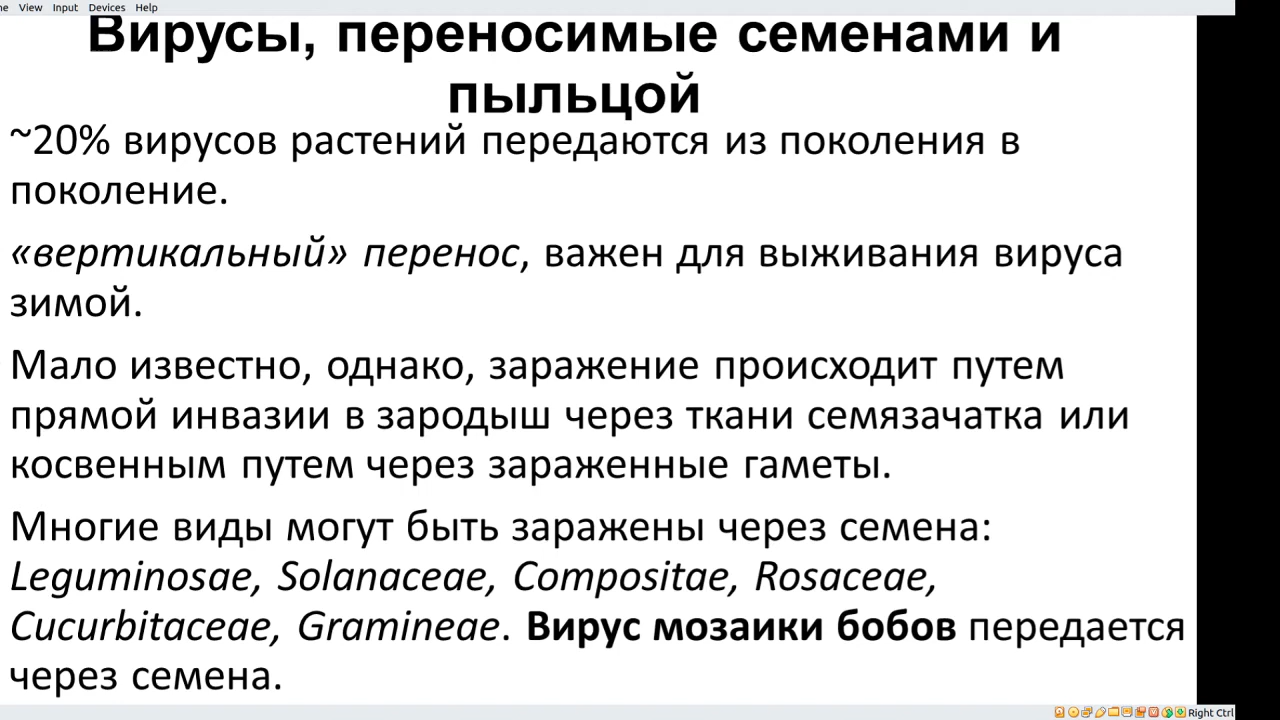 ne View Input Devices Help
Вирусы, переносимые семенами и
пыльцой
~20% вирусов растений передаются из поколения в
поколение.
«вертикальный» перенос, важен для выживания вируса
зимой.
Мало известно, однако, заражение происходит путем
прямой инвазии в зародыш через ткани семязачатка или
косвенным путем через зараженные гаметы.
Многие виды могут быть заражены через семена:
Leguminosae, Solanaceae, Compositae, Rosaceae,
Cucurbitaceae, Gramineae. Вирус мозаики бобов передается
через семена.
Right Ctrl